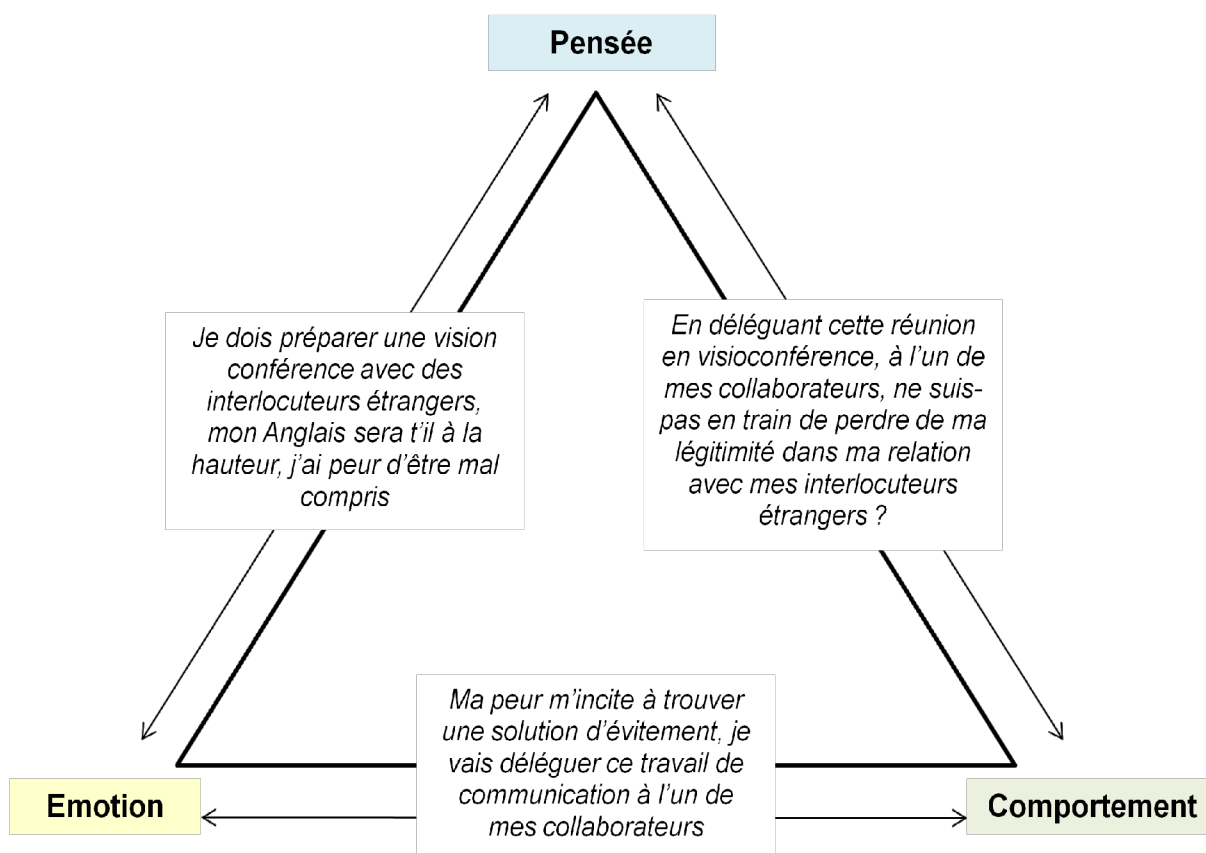 Pensée
Je dois préparer une vision
conférence avec des
interlocuteurs étrangers,
mon Anglais sera t'il à la
hauteur, j'ai peur d'être mal
compris
En déléguant cette réunion
en visioconférence, à l'un de
mes collaborateurs, ne suis-
pas en train de perdre de ma
légitimité dans ma relation
avec mes interlocuteurs
étrangers ?
Ma peur m'incite à trouver
une solution d'évitement, je
vais déléguer ce travail de
communication à l'un de
mes collaborateurs
Emotion
Comportement